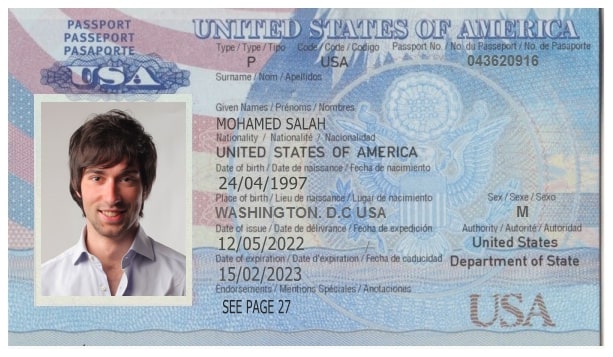 PASSPORT
PASSEPORT
PASAPORTE
USA
UNITED STATES OF AMERICA
Type / Type / Tipo Code / Code / Codigo Passport No. / No. du Passeport / No. de Pasaporte
P USA 043620916
Surname / Nom / Apellidos
Given Names / Prénoms / Nombres
MOHAMED SALAH
Nationality / Nationalité / Nacionalidad
UNITED STATES OF AMERICA
Date of birth / Date de naissance / Fecha de nacimiento
24/04/1997
Place of birth / Lieu de naissance / Lugar de nacimiento Sex / Sexe / Sexo
WASHINGTON. D.C USA M
Date of issue / Date de délivrance / Fecha de expedición Authority / Autorité / Autoridad
12/05/2022 United States
Date of expiration / Date d'expiration / Fecha de caducidad Department of State
15/02/2023
Endorsements / Mentions Spéciales / Anotaciones
SEE PAGE 27
USA